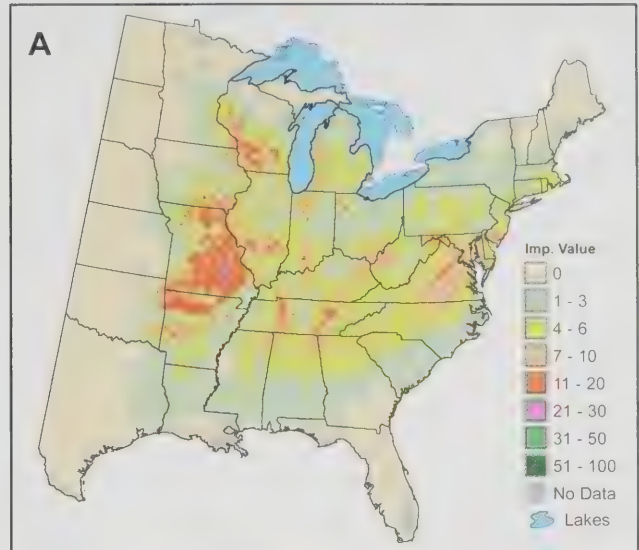 A
Imp. Value
0
1 - 3
4 - 6
7 - 10
11 - 20
21 - 30
31 - 50
51 - 100
No Data
Lakes